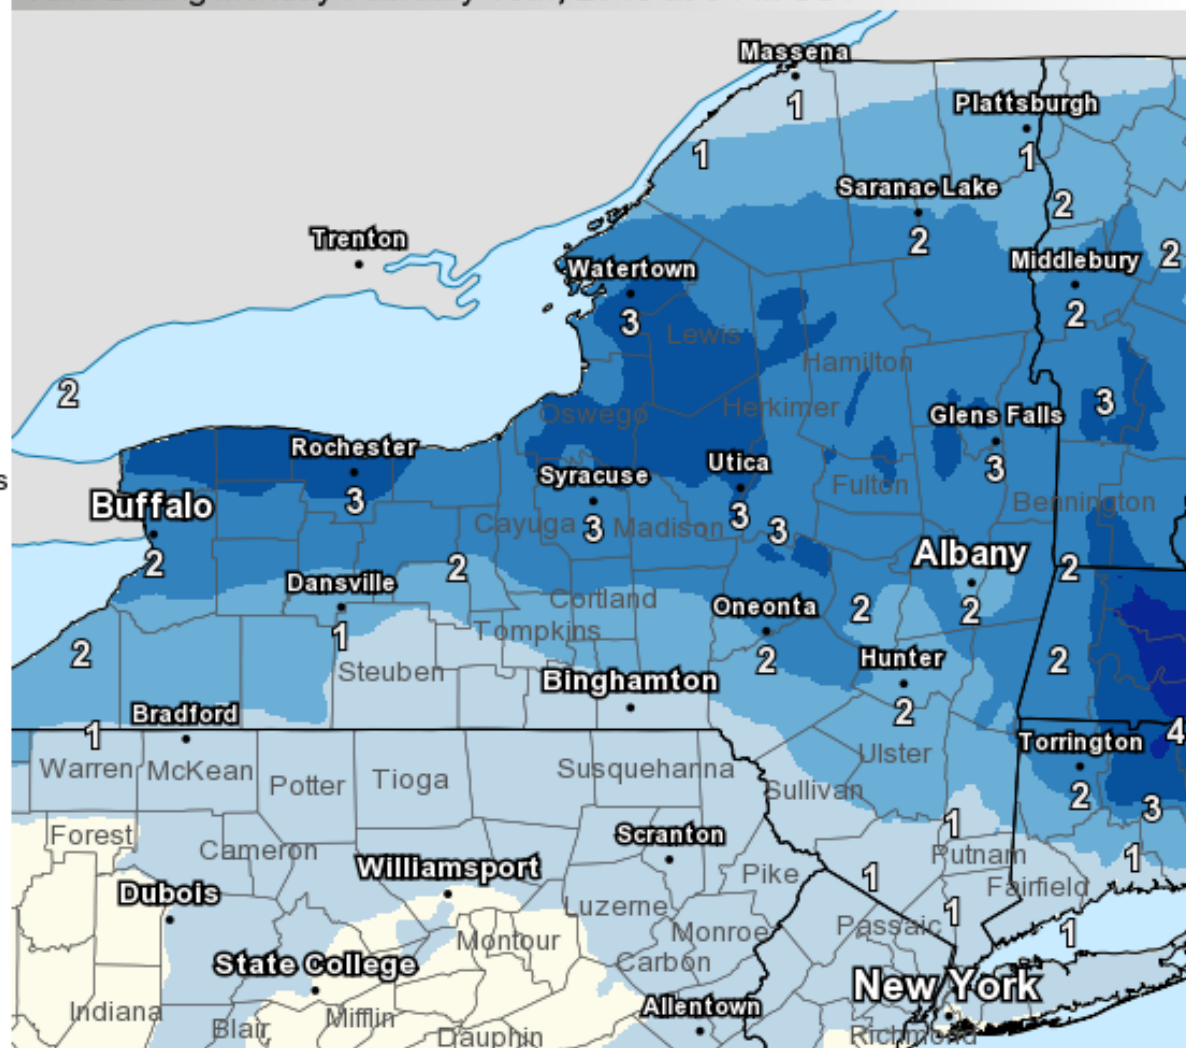 Massena
1
Plattsburgh
1
1
Saranac Lake
2
2
Trenton
Watertown
3
Middlebury
2
2
Lewis
Hamilton
2
3
Oswego
Herkimer
Glens Falls
3
Rochester
3
Syracuse
3
Utica
3
3
Fulton
Bennington
s
Buffalo
2
Cayuga
Madison
Albany
2
2
Dansville
1
2
Cortland
Oneonta
2
2
Tompkins
2
Steuben
Hunter
2
2
Binghamton
Bradford
1
4
Torrington
2
Warren
McKean
Potter
Tioga
Susquehanna
Ulster
Sullivan
3
1
Forest
Cameron
Scranton
Putnam
1
Williamsport
Pike
1
Fairfield
Dubois
Luzerne
Monroe
Passaic
1
1
Montour
State College
Carbon
New York
Indiana
Blair
Mifflin
Dauphin
Allentown
Richmond